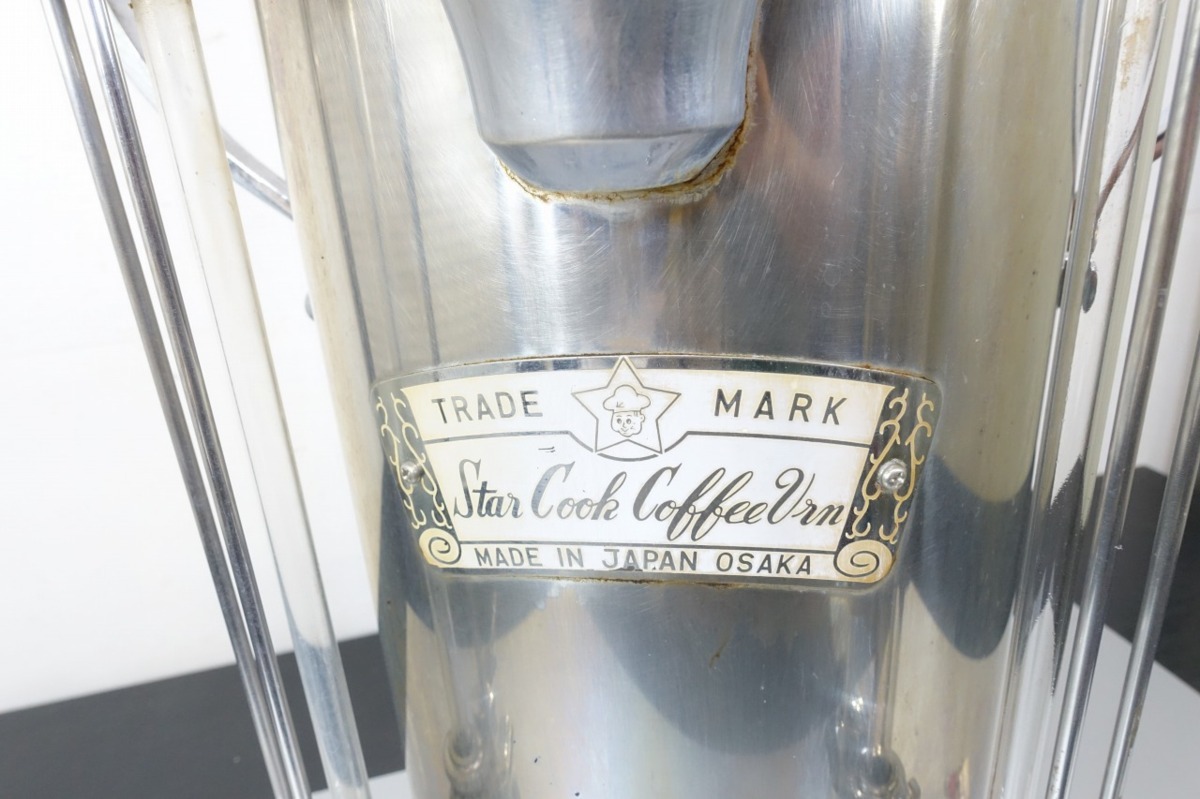 TRADE MARK
Star Cook Coffee Urn
MADE IN JAPAN OSAKA